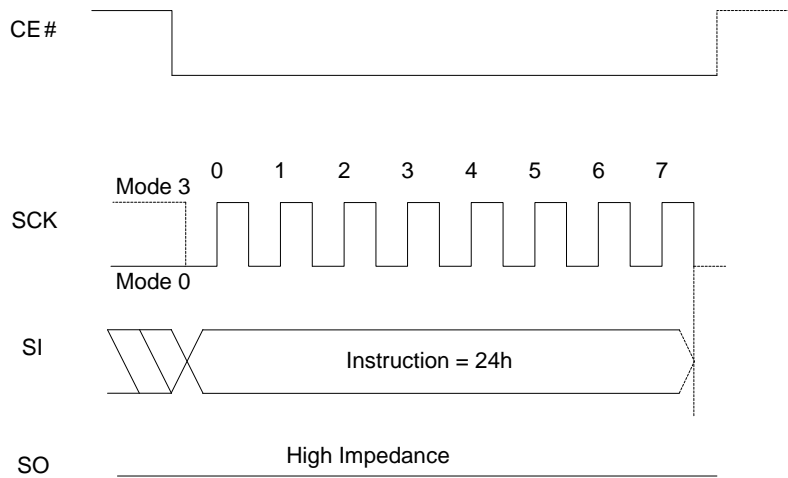 CE#
0 1 2 3 4 5 6 7
Mode 3
SCK
Mode 0
SI
Instruction = 24h
High Impedance
SO